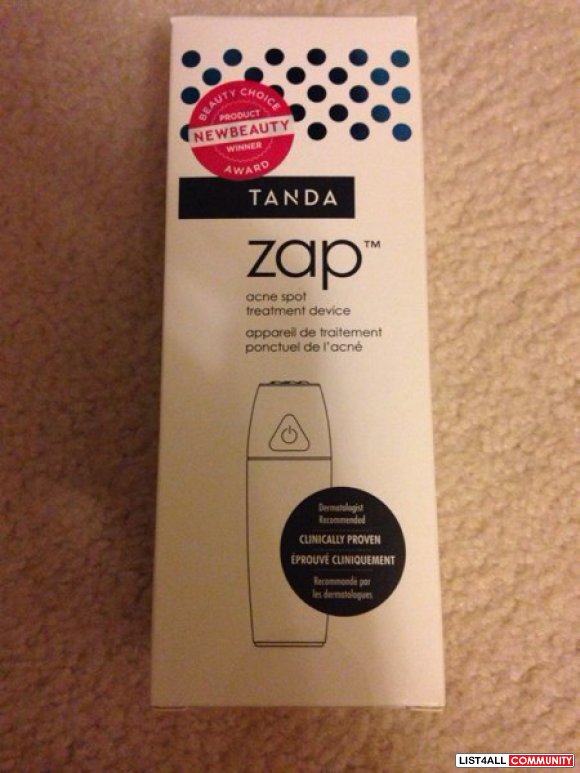 BEAUTY CHOICE
PRODUCT
NEWBEAUTY
WINNER
AWARD
TANDA
zap™
acne spot
treatment device
appareil de traitement
ponctuel de l'acné
Dermatologist
Recommended
CLINICALLY PROVEN
ÉPROUVÉ CLINIQUEMENT
Recommandé par
les dermatologues
LIST4ALL COMMUNITY